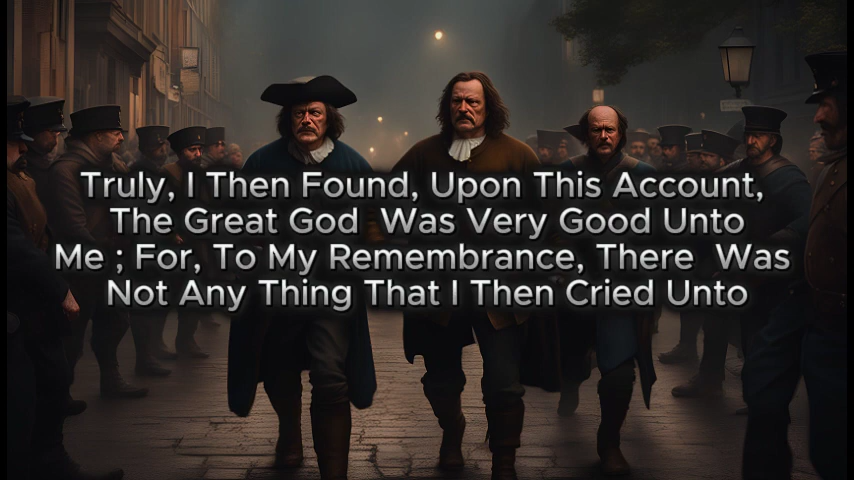 Truly, I Then Found, Upon This Account,
The Great God  Was Very Good Unto
Me ; For, To My Remembrance, There  Was
Not Any Thing That I Then Cried Unto